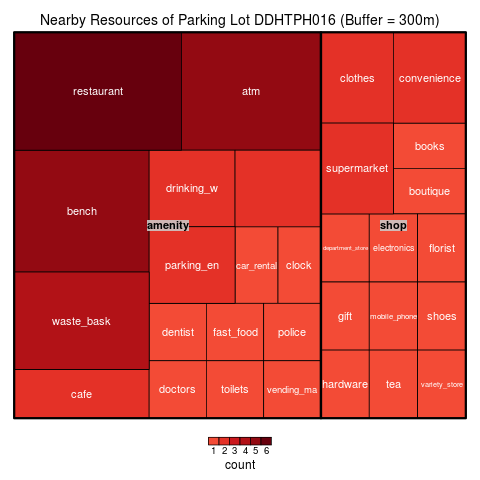 Nearby Resources of Parking Lot DDHTPH016 (Buffer = 300m)
restaurant
atm
clothes
convenience
books
supermarket
boutique
drinking_w
bench
amenity
shop
department_store
electronics
florist
parking_en
car_rental
clock
waste_bask
gift
mobile_phone
shoes
dentist
fast_food
police
cafe
doctors
toilets
vending_ma
hardware
tea
variety_store
1 2 3 4 5 6
count